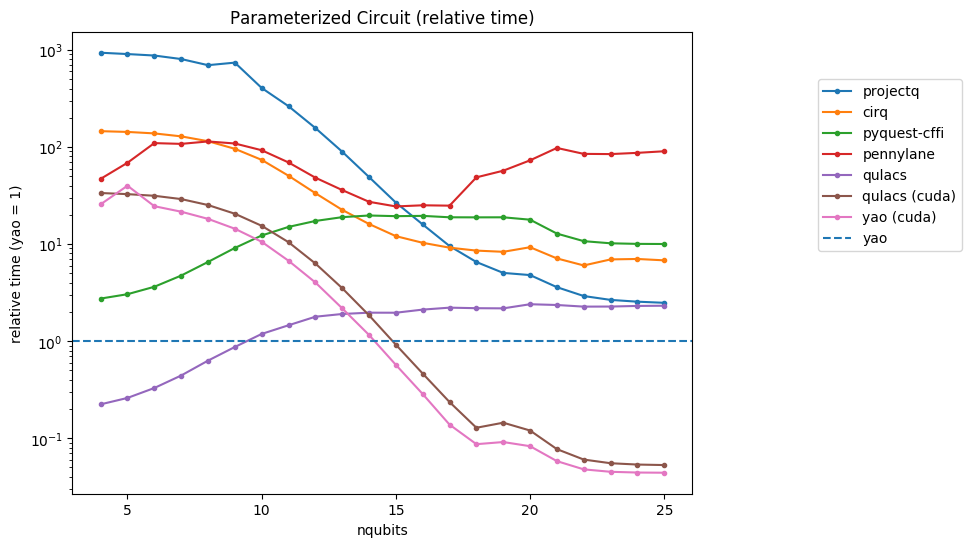 Parameterized Circuit (relative time)
relative time (yao = 1)
10³
10²
10¹
10⁰
10⁻¹
5
10
15
20
25
nqubits
projectq
cirq
pyquest-cffi
pennylane
qulacs
qulacs (cuda)
yao (cuda)
yao